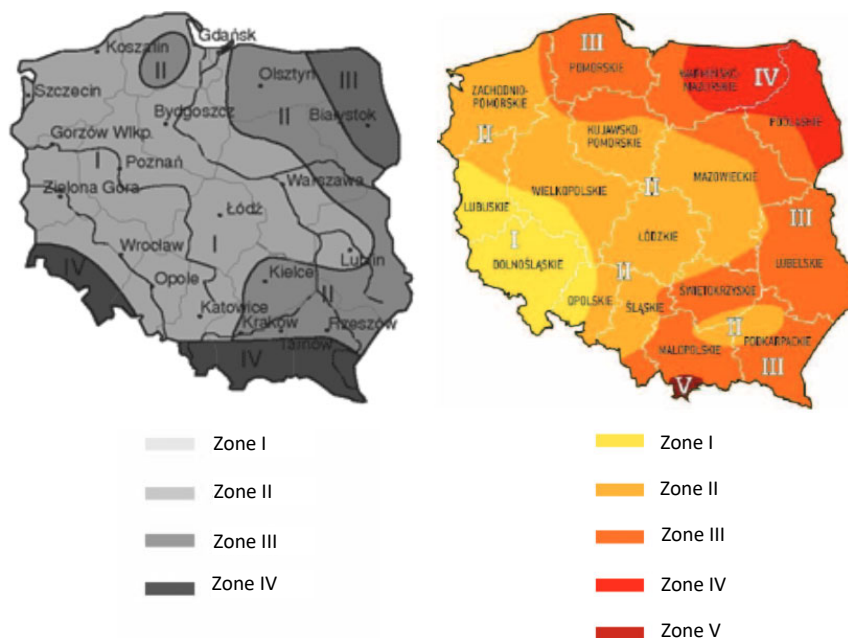 Koszalin
Gdańsk
II
Olsztyn
III
Szczecin
Bydgoszcz
II
Białystok
Gorzów Wlkp.
I
Poznań
Warszawa
Zielona Góra
Łódź
I
Wrocław
Lublin
IV
Opole
Kielce
II
Katowice
Kraków
Rzeszów
Tarnów
IV
III
POMORSKIE
WARMIŃSKO-
MAZURSKIE
IV
ZACHODNIO-
POMORSKIE
PODLASKIE
II
KUJAWSKO-
POMORSKIE
MAZOWIECKIE
II
WIELKOPOLSKIE
LUBUSKIE
III
I
ŁÓDZKIE
DOLNOŚLĄSKIE
LUBELSKIE
II
OPOLSKIE
ŚLĄSKIE
ŚWIĘTOKRZYSKIE
II
MAŁOPOLSKIE
PODKARPACKIE
III
V
Zone I
Zone II
Zone III
Zone IV
Zone I
Zone II
Zone III
Zone IV
Zone V